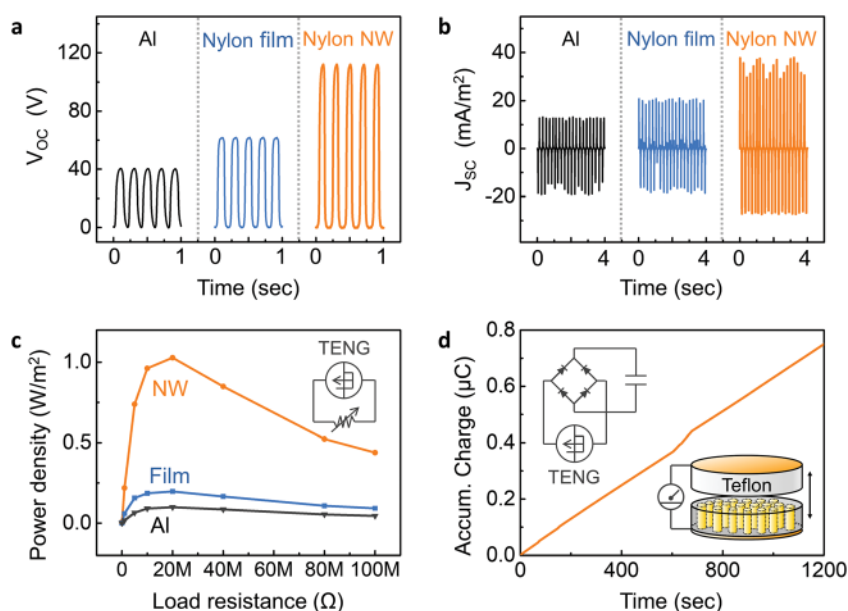 a
Al
Nylon film
Nylon NW
VOC (V)
120
80
40
0
0
1
0
1
0
1
Time (sec)
b
Al
Nylon film
Nylon NW
JSC (mA/m²)
40
20
0
-20
0
4
0
4
0
4
Time (sec)
c
TENG
NW
Film
Al
Power density (W/m²)
1.0
0.5
0.0
0
20M
40M
60M
80M
100M
Load resistance (Ω)
d
TENG
Teflon
Accum. Charge (μC)
0.8
0.6
0.4
0.2
0.0
0
400
800
1200
Time (sec)